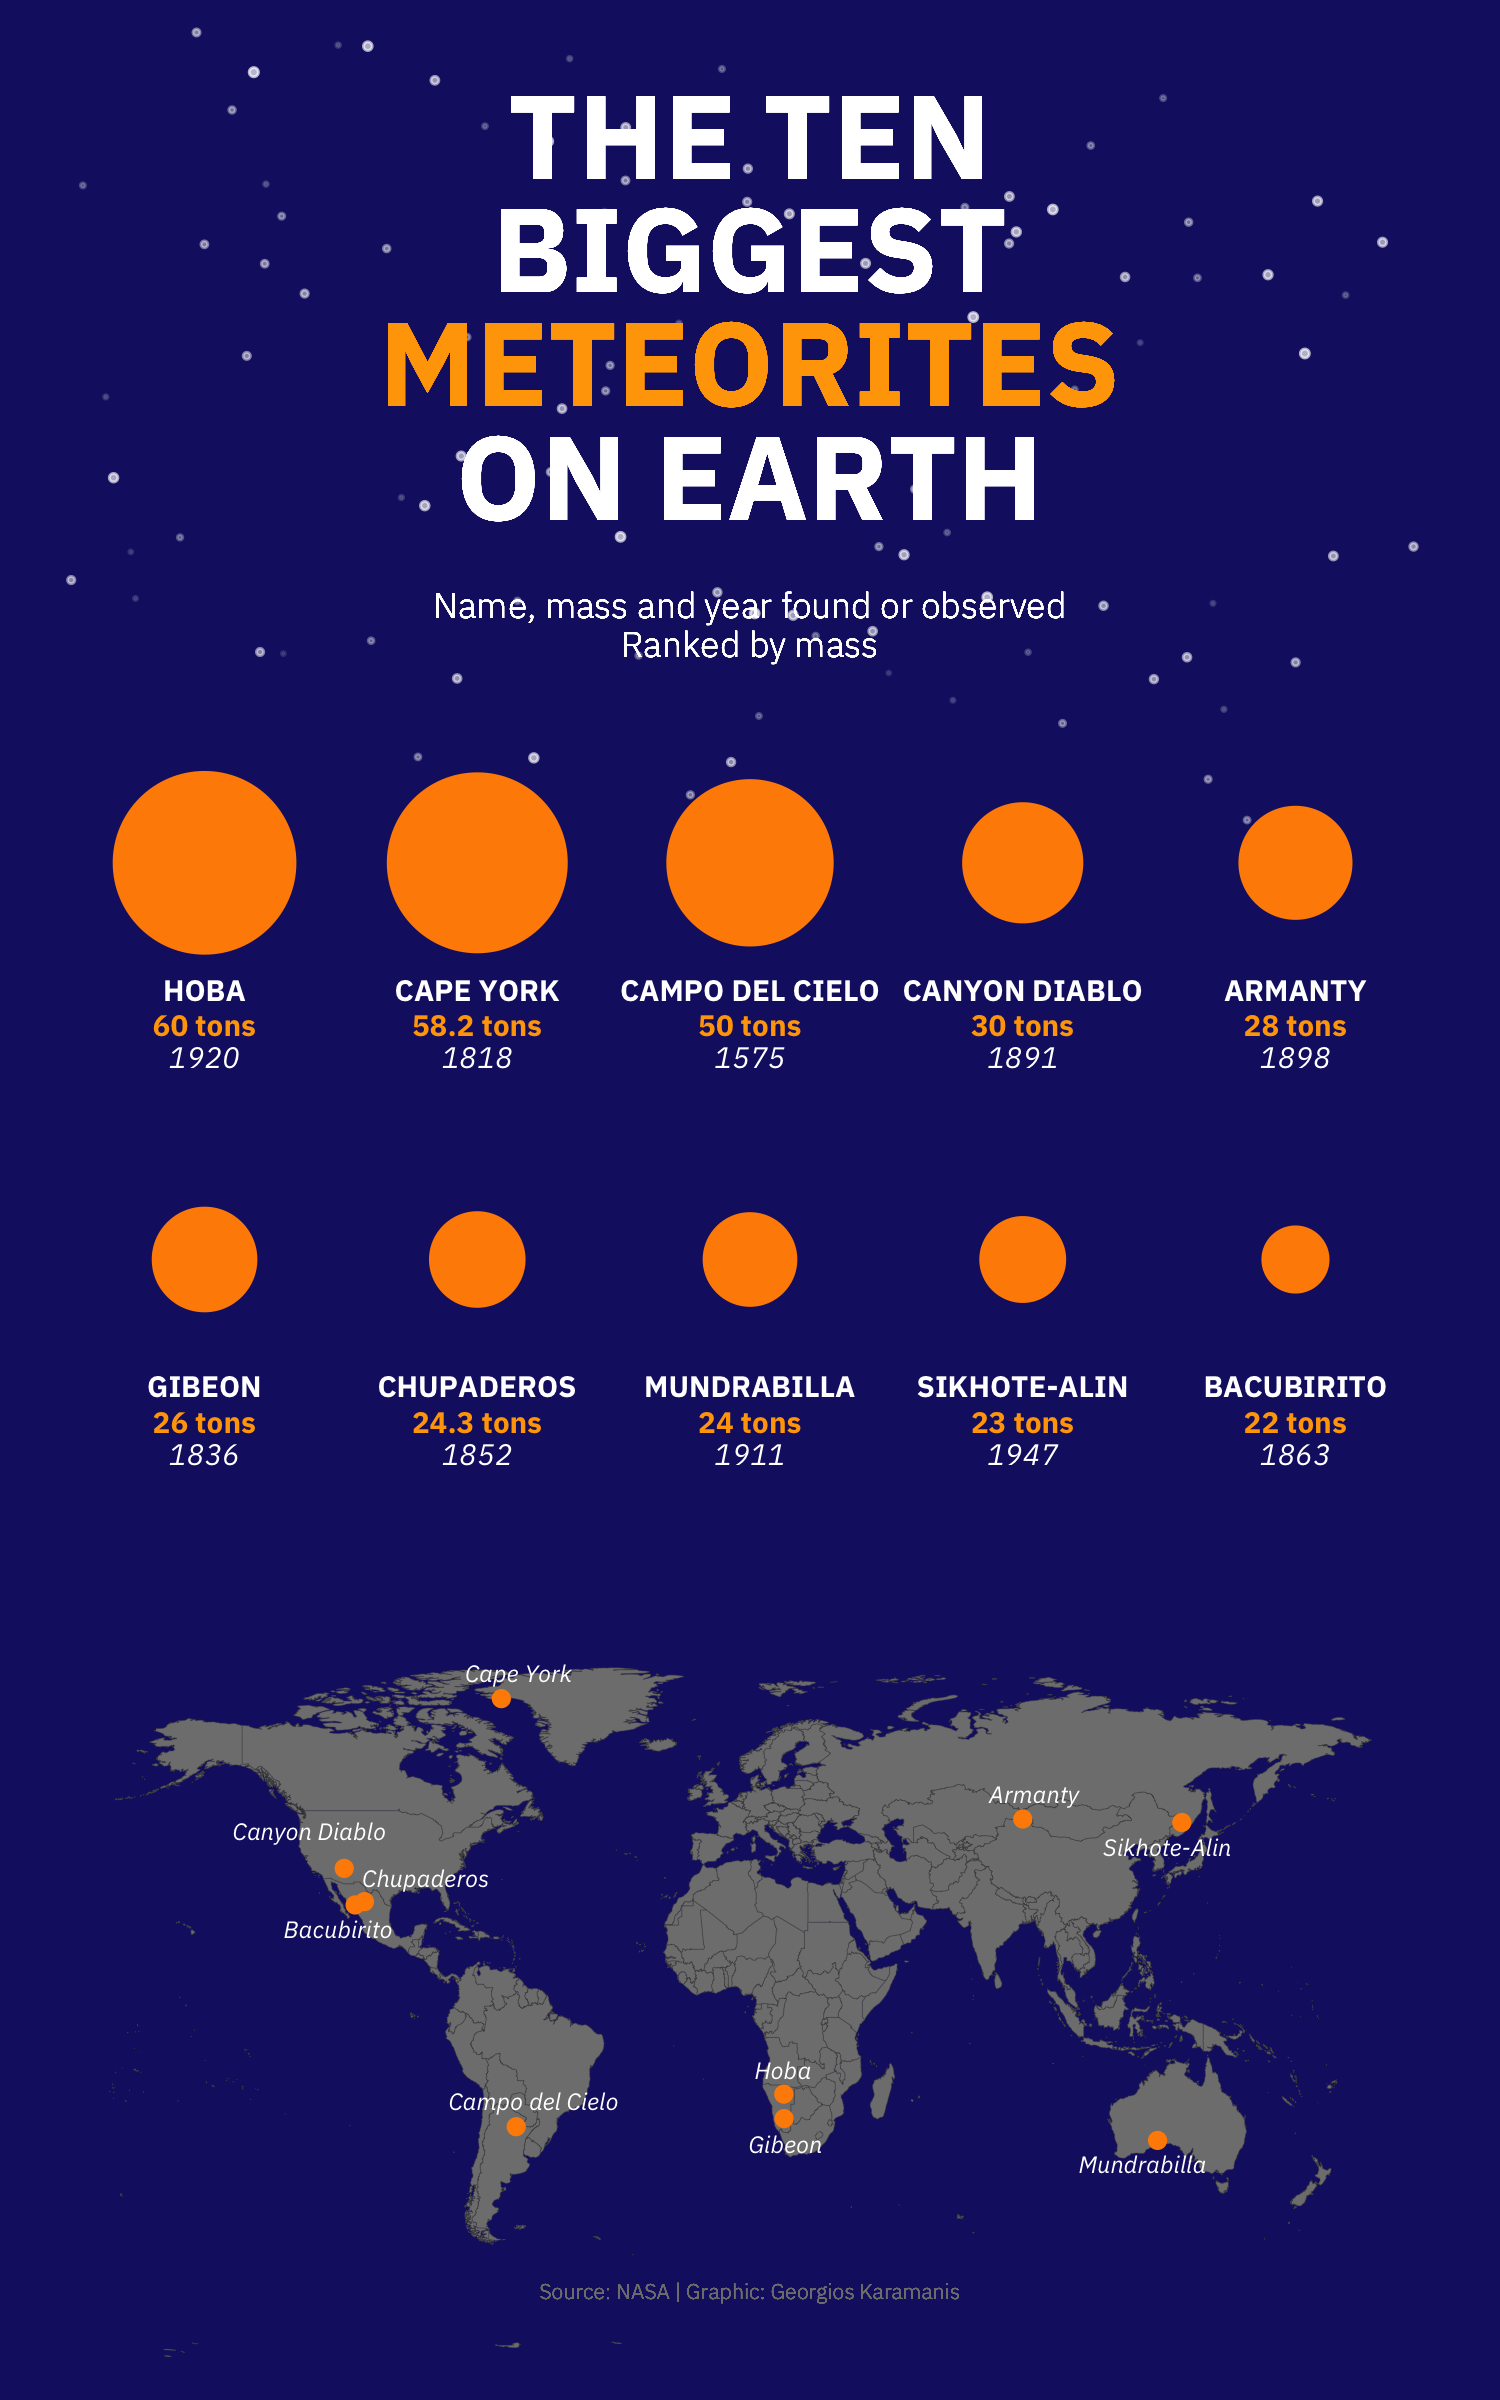 THE TEN
BIGGEST
METEORITES
ON EARTH
Name, mass and year found or observed
Ranked by mass
HOBA
60 tons
1920
CAPE YORK
58.2 tons
1818
CAMPO DEL CIELO
50 tons
1575
CANYON DIABLO
30 tons
1891
ARMANTY
28 tons
1898
GIBEON
26 tons
1836
CHUPADEROS
24.3 tons
1852
MUNDRABILLA
24 tons
1911
SIKHOTE-ALIN
23 tons
1947
BACUBIRITO
22 tons
1863
Cape York
Armanty
Canyon Diablo
Sikhote-Alin
Chupaderos
Bacubirito
Hoba
Campo del Cielo
Gibeon
Mundrabilla
Source: NASA | Graphic: Georgios Karamanis